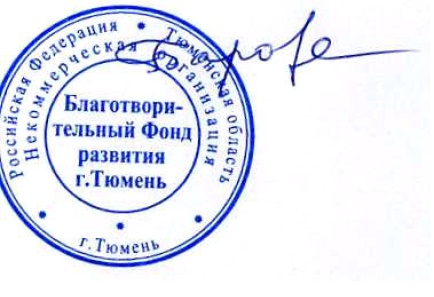 Российская Федерация * Тюменская область
Некоммерческая организация
Благотвори-
тельный Фонд
развития
г.Тюмень
г.Тюмень